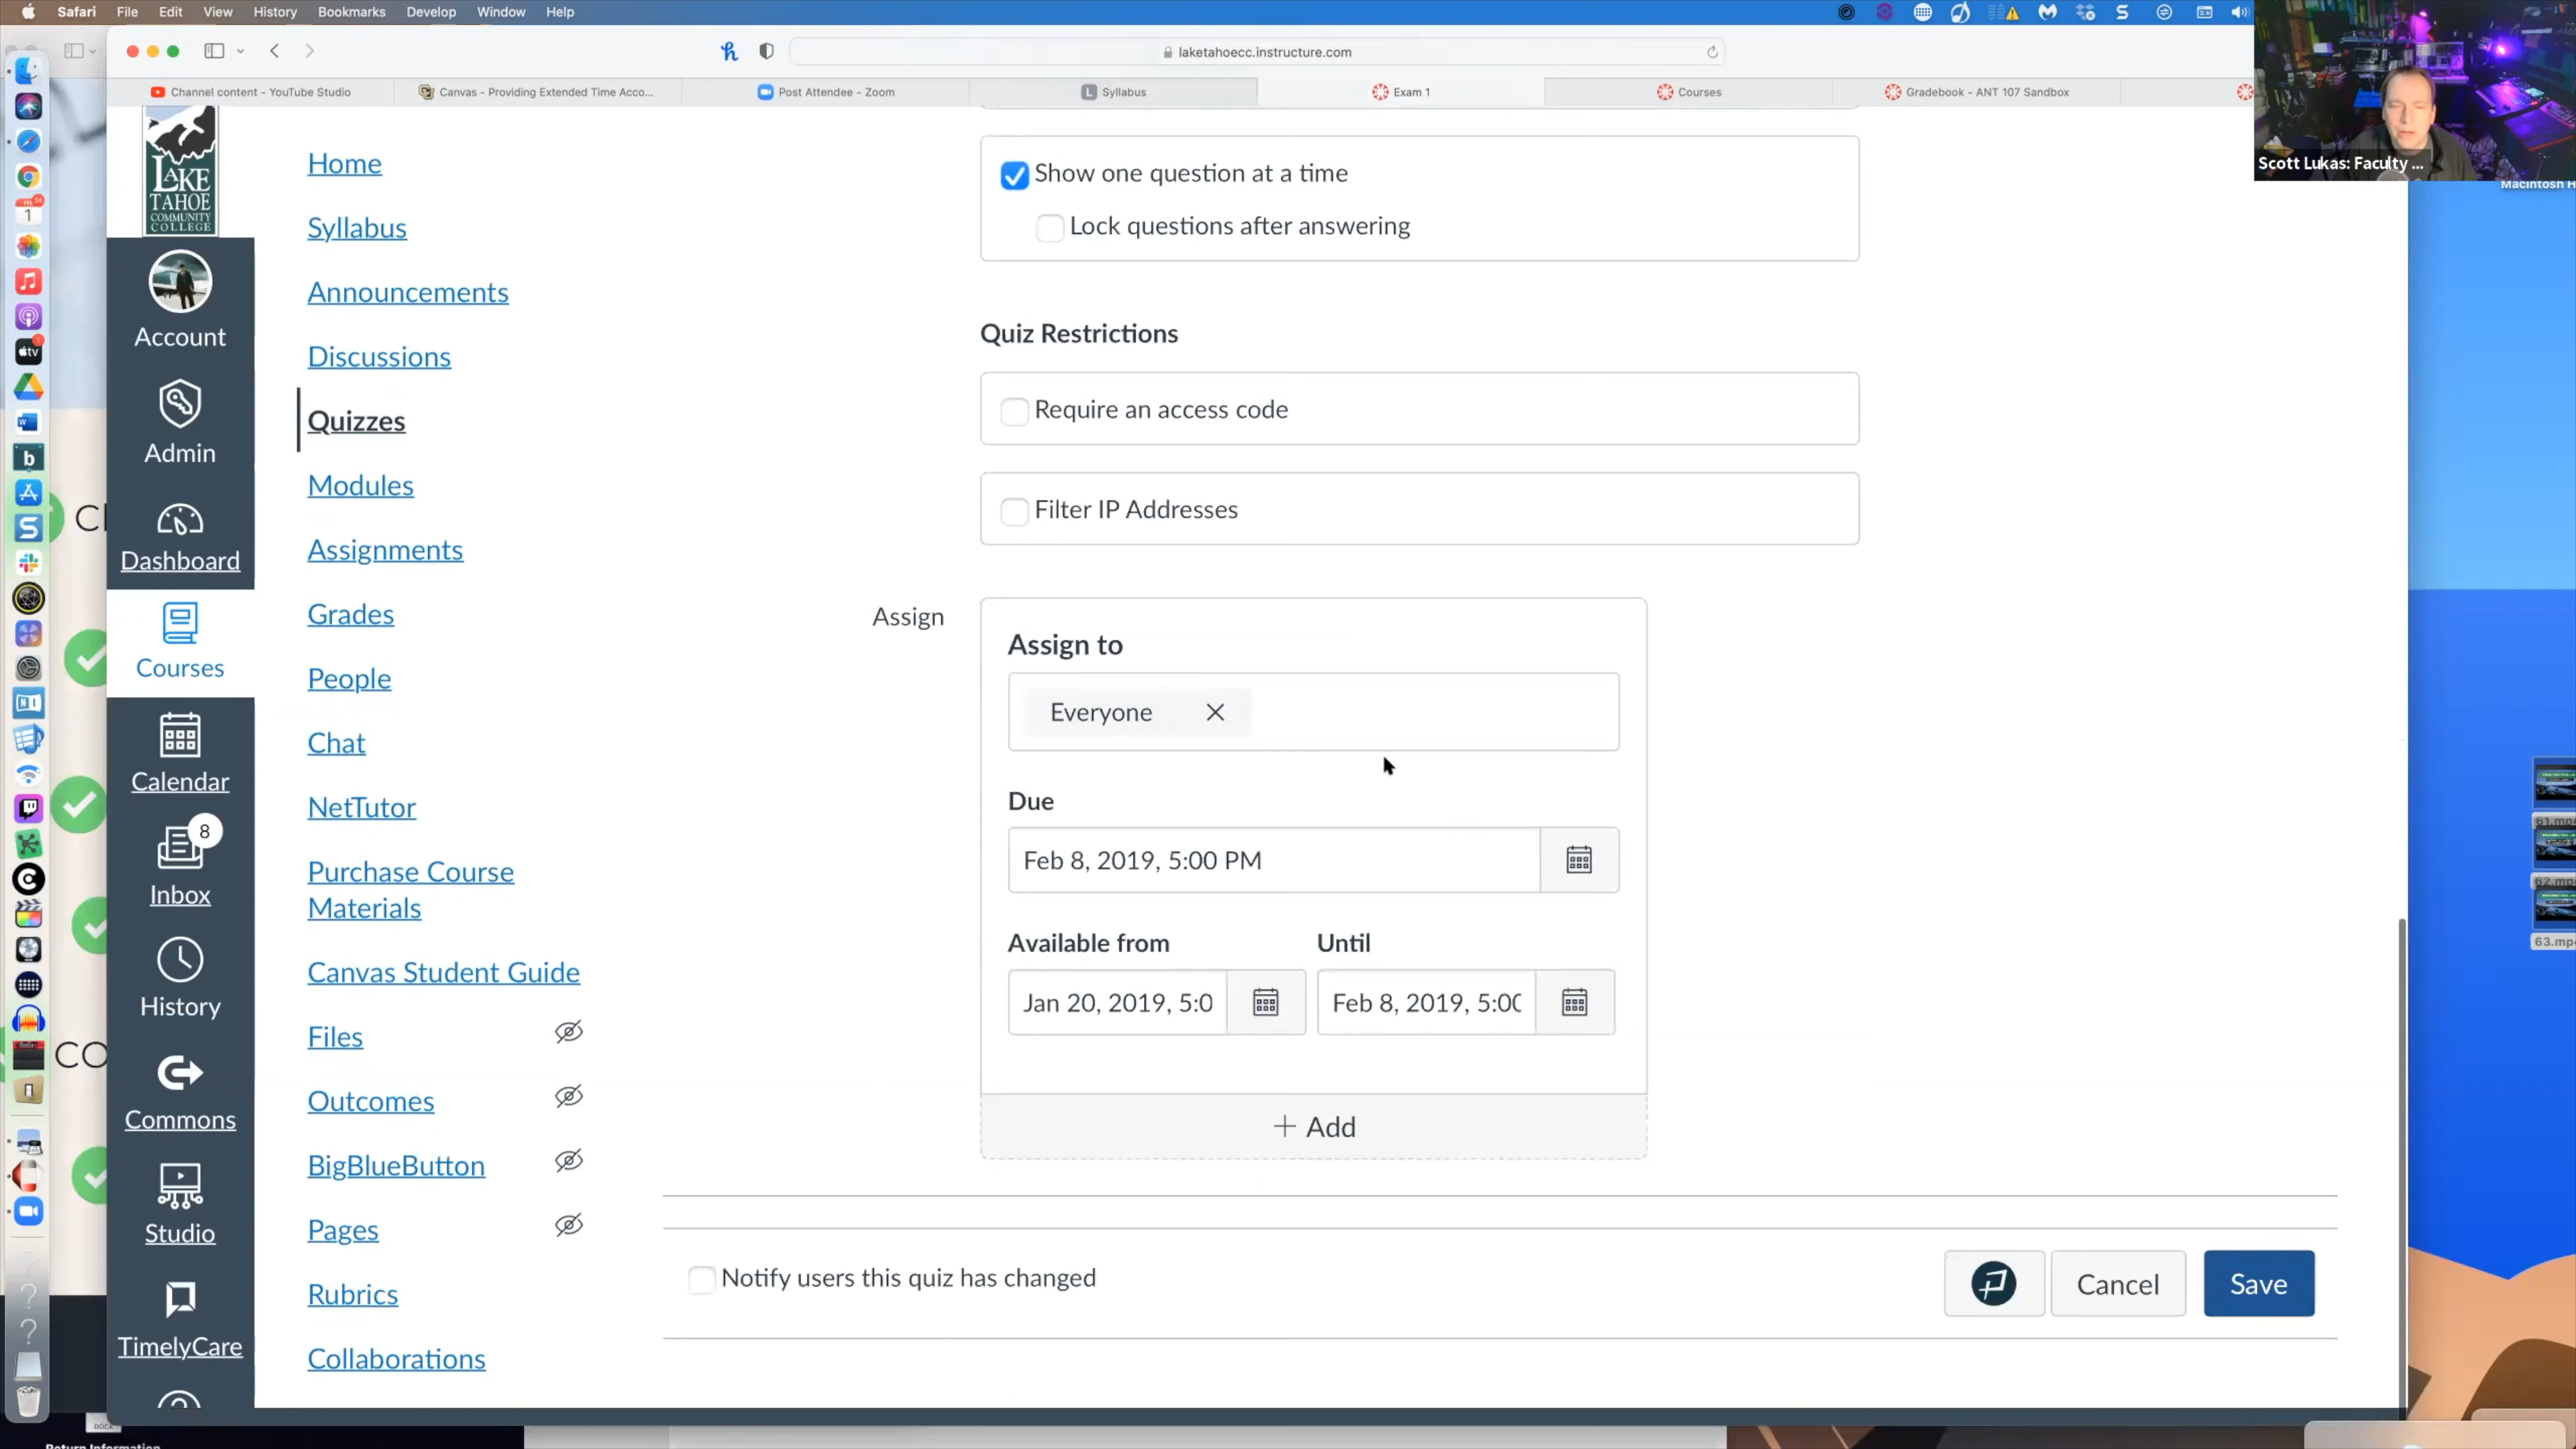 Safari File Edit View History Bookmarks Develop Window Help
laketahoecc.instructure.com
Channel content – YouTube Studio
Canvas - Providing Extended Time Acco...
Post Attendee - Zoom
Syllabus
Exam 1
Courses
Gradebook - ANT 107 Sandbox
Scott Lukas: Faculty ...
LAKE
TAHOE
COMMUNITY
COLLEGE
Account
Admin
Dashboard
Courses
Calendar
8
Inbox
History
Commons
Studio
TimelyCare
Home
Syllabus
Announcements
Discussions
Quizzes
Modules
Assignments
Grades
People
Chat
NetTutor
Purchase Course
Materials
Canvas Student Guide
Files
Outcomes
BigBlueButton
Pages
Rubrics
Collaborations
Show one question at a time
Lock questions after answering
Quiz Restrictions
Require an access code
Filter IP Addresses
Assign
Assign to
Everyone
Due
Feb 8, 2019, 5:00 PM
Available from
Until
Jan 20, 2019, 5:0
Feb 8, 2019, 5:00
+ Add
Notify users this quiz has changed
Cancel
Save
Macintosh H
CO